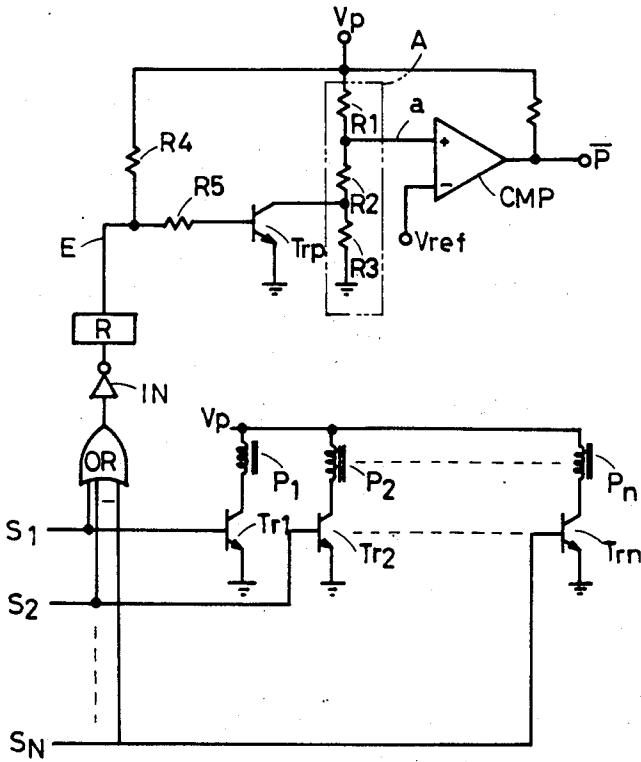 Vp
A
R1
a
R4
+
P̅
R5
R2
−
CMP
E
Trp
R3
Vref
R
IN
Vp
OR
P1
P2
Pn
S1
Tr1
Tr2
Trn
S2
SN